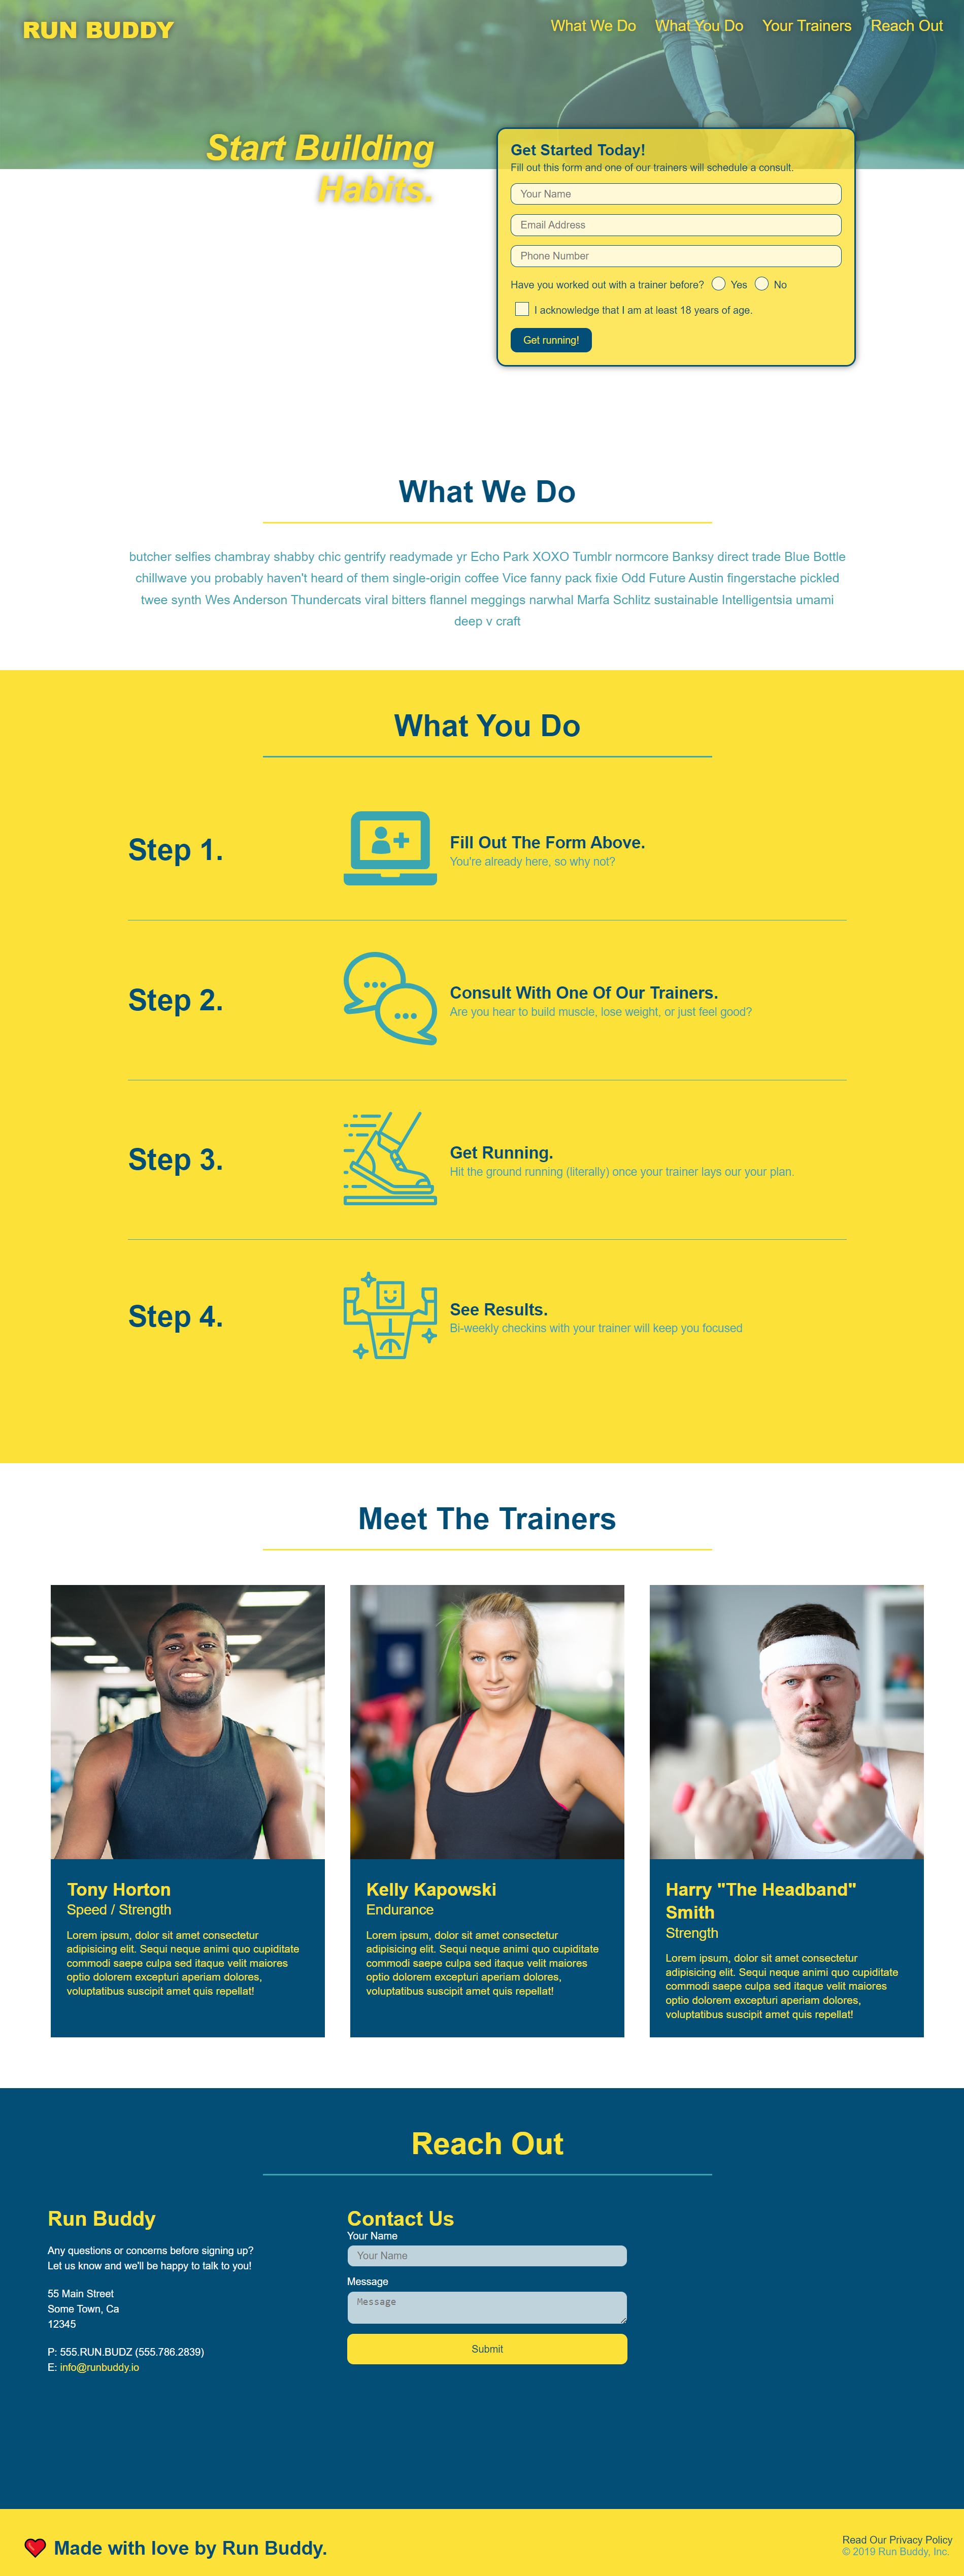 RUN BUDDY
What We Do What You Do Your Trainers Reach Out
Start Building
Habits.
Get Started Today!
Fill out this form and one of our trainers will schedule a consult.
Your Name
Email Address
Phone Number
Have you worked out with a trainer before? Yes No
I acknowledge that I am at least 18 years of age.
Get running!
What We Do
butcher selfies chambray shabby chic gentrify readymade yr Echo Park XOXO Tumblr normcore Banksy direct trade Blue Bottle
chillwave you probably haven't heard of them single-origin coffee Vice fanny pack fixie Odd Future Austin fingerstache pickled
twee synth Wes Anderson Thundercats viral bitters flannel meggings narwhal Marfa Schlitz sustainable Intelligentsia umami
deep v craft
What You Do
Step 1.
Fill Out The Form Above.
You're already here, so why not?
Step 2.
Consult With One Of Our Trainers.
Are you hear to build muscle, lose weight, or just feel good?
Step 3.
Get Running.
Hit the ground running (literally) once your trainer lays our your plan.
Step 4.
See Results.
Bi-weekly checkins with your trainer will keep you focused
Meet The Trainers
Tony Horton
Speed / Strength
Lorem ipsum, dolor sit amet consectetur
adipisicing elit. Sequi neque animi quo cupiditate
commodi saepe culpa sed itaque velit maiores
optio dolorem excepturi aperiam dolores,
voluptatibus suscipit amet quis repellat!
Kelly Kapowski
Endurance
Lorem ipsum, dolor sit amet consectetur
adipisicing elit. Sequi neque animi quo cupiditate
commodi saepe culpa sed itaque velit maiores
optio dolorem excepturi aperiam dolores,
voluptatibus suscipit amet quis repellat!
Harry "The Headband"
Smith
Strength
Lorem ipsum, dolor sit amet consectetur
adipisicing elit. Sequi neque animi quo cupiditate
commodi saepe culpa sed itaque velit maiores
optio dolorem excepturi aperiam dolores,
voluptatibus suscipit amet quis repellat!
Reach Out
Run Buddy
Any questions or concerns before signing up?
Let us know and we'll be happy to talk to you!
55 Main Street
Some Town, Ca
12345
P: 555.RUN.BUDZ (555.786.2839)
E: info@runbuddy.io
Contact Us
Your Name
Your Name
Message
Message
Submit
Made with love by Run Buddy.
Read Our Privacy Policy
© 2019 Run Buddy, Inc.